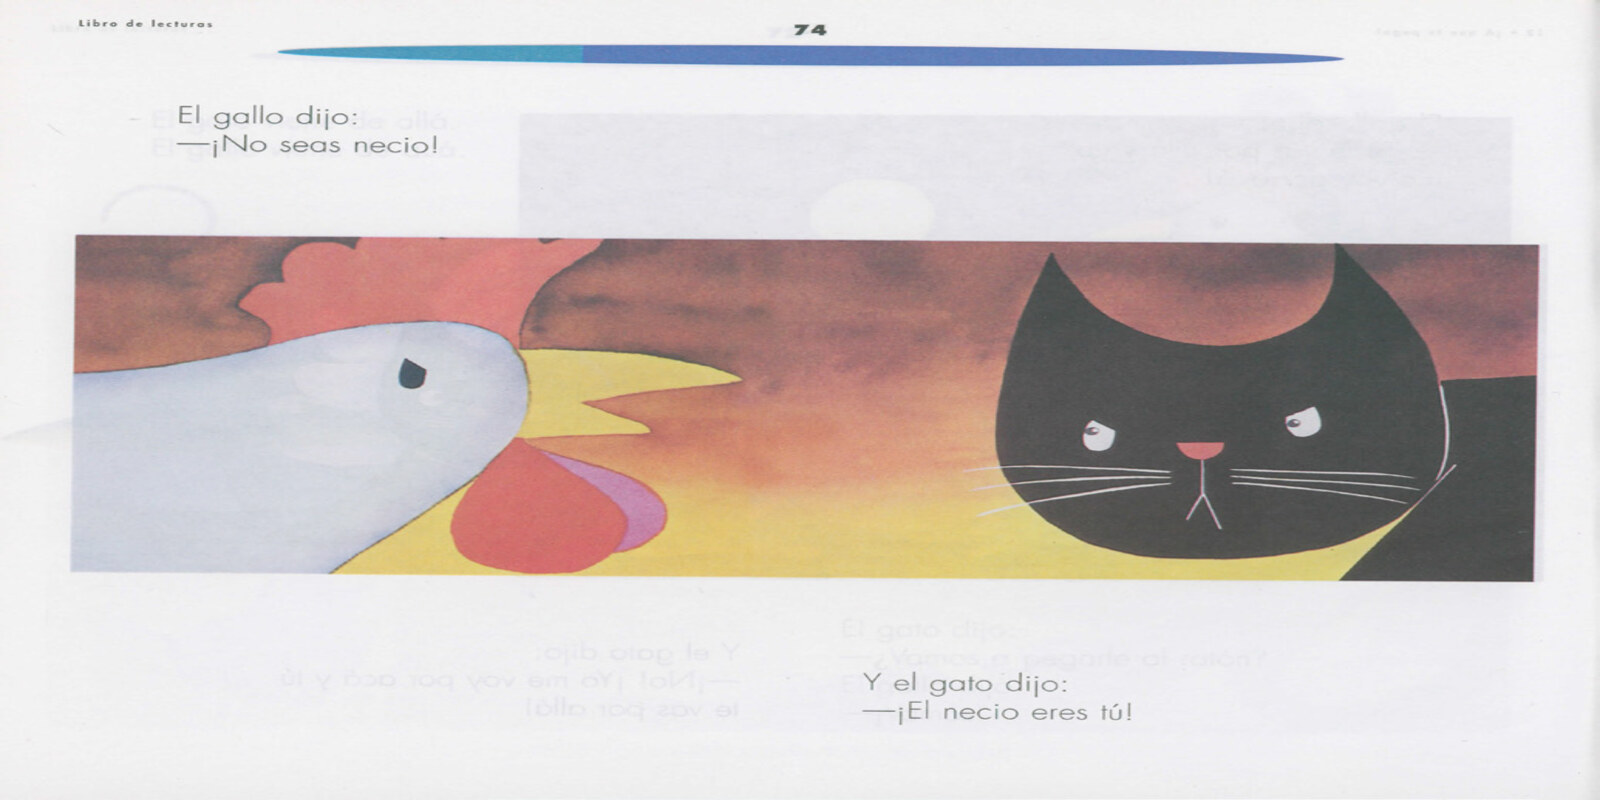 Libro de lecturas
74
El gallo dijo:
—¡No seas necio!
Y el gato dijo:
—¡El necio eres tú!